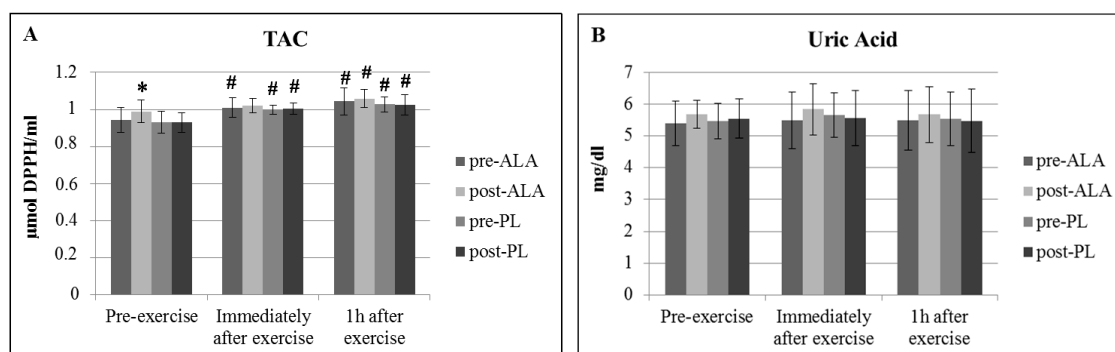 A
TAC
μmol DPPH/ml
1.2
1
0.8
0.6
0.4
0.2
0
*
# # #
# # # #
Pre-exercise
Immediately
after exercise
1h after
exercise
pre-ALA
post-ALA
pre-PL
post-PL
B
Uric Acid
mg/dl
7
6
5
4
3
2
1
0
Pre-exercise
Immediately
after exercise
1h after
exercise
pre-ALA
post-ALA
pre-PL
post-PL